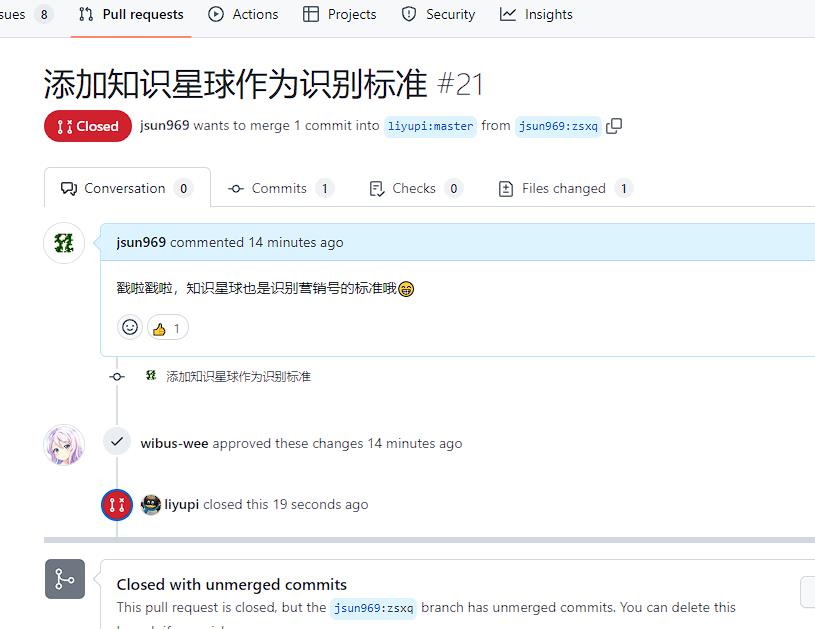 sues 8 Pull requests Actions Projects Security Insights
添加知识星球作为识别标准 #21
Closed jsun969 wants to merge 1 commit into liyupi:master from jsun969:zsxq
Conversation 0 Commits 1 Checks 0 Files changed 1
jsun969 commented 14 minutes ago
戳啦戳啦，知识星球也是识别营销号的标准哦😁
👍 1
添加知识星球作为识别标准
wibus-wee approved these changes 14 minutes ago
liyupi closed this 19 seconds ago
Closed with unmerged commits
This pull request is closed, but the jsun969:zsxq branch has unmerged commits. You can delete this